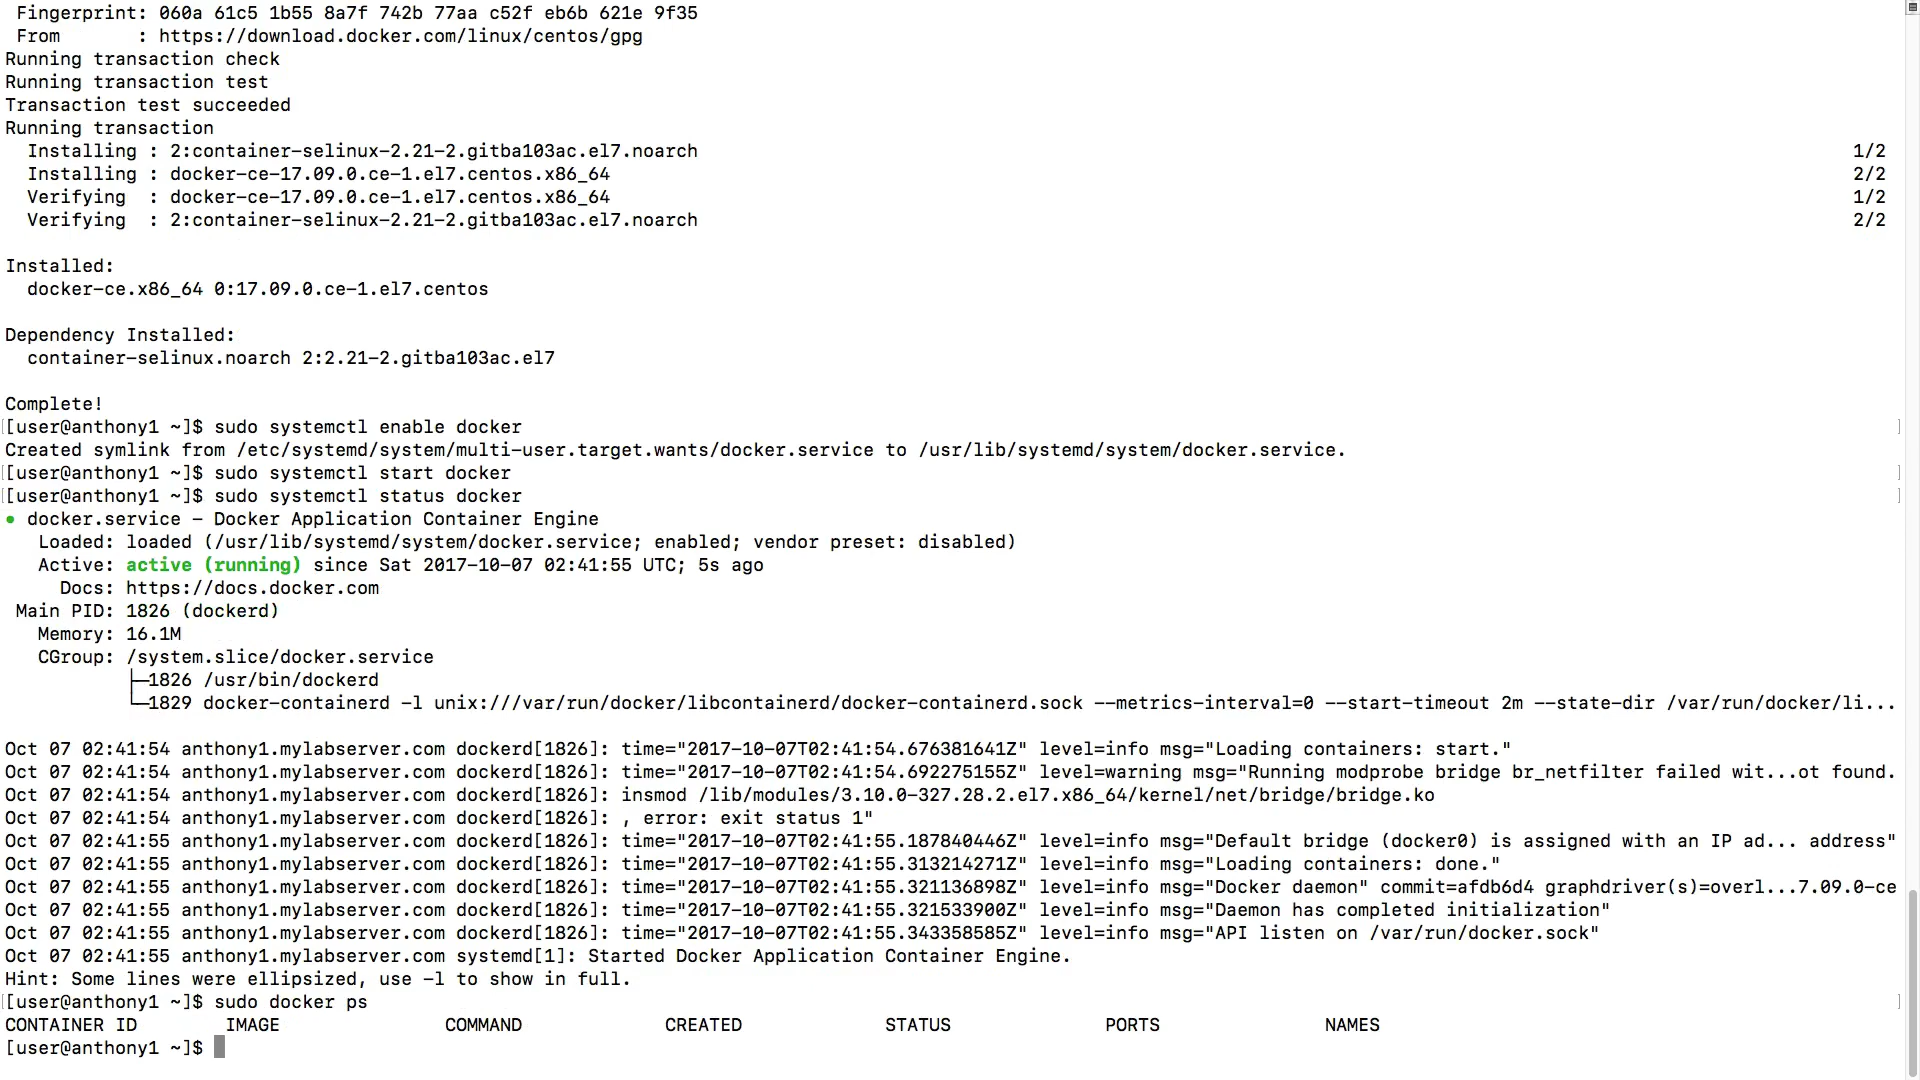 Fingerprint: 060a 61c5 1b55 8a7f 742b 77aa c52f eb6b 621e 9f35
From       : https://download.docker.com/linux/centos/gpg
Running transaction check
Running transaction test
Transaction test succeeded
Running transaction
Installing : 2:container-selinux-2.21-2.gitba103ac.el7.noarch 1/2
Installing : docker-ce-17.09.0.ce-1.el7.centos.x86_64 2/2
Verifying  : docker-ce-17.09.0.ce-1.el7.centos.x86_64 1/2
Verifying  : 2:container-selinux-2.21-2.gitba103ac.el7.noarch 2/2
Installed:
docker-ce.x86_64 0:17.09.0.ce-1.el7.centos
Dependency Installed:
container-selinux.noarch 2:2.21-2.gitba103ac.el7
Complete!
[user@anthony1 ~]$ sudo systemctl enable docker
Created symlink from /etc/systemd/system/multi-user.target.wants/docker.service to /usr/lib/systemd/system/docker.service.
[user@anthony1 ~]$ sudo systemctl start docker
[user@anthony1 ~]$ sudo systemctl status docker
● docker.service - Docker Application Container Engine
Loaded: loaded (/usr/lib/systemd/system/docker.service; enabled; vendor preset: disabled)
Active: active (running) since Sat 2017-10-07 02:41:55 UTC; 5s ago
Docs: https://docs.docker.com
Main PID: 1826 (dockerd)
Memory: 16.1M
CGroup: /system.slice/docker.service
├─1826 /usr/bin/dockerd
└─1829 docker-containerd -l unix:///var/run/docker/libcontainerd/docker-containerd.sock --metrics-interval=0 --start-timeout 2m --state-dir /var/run/docker/li...
Oct 07 02:41:54 anthony1.mylabserver.com dockerd[1826]: time="2017-10-07T02:41:54.676381641Z" level=info msg="Loading containers: start."
Oct 07 02:41:54 anthony1.mylabserver.com dockerd[1826]: time="2017-10-07T02:41:54.692275155Z" level=warning msg="Running modprobe bridge br_netfilter failed wit...ot found.
Oct 07 02:41:54 anthony1.mylabserver.com dockerd[1826]: insmod /lib/modules/3.10.0-327.28.2.el7.x86_64/kernel/net/bridge/bridge.ko
Oct 07 02:41:54 anthony1.mylabserver.com dockerd[1826]: , error: exit status 1"
Oct 07 02:41:55 anthony1.mylabserver.com dockerd[1826]: time="2017-10-07T02:41:55.187840446Z" level=info msg="Default bridge (docker0) is assigned with an IP ad... address"
Oct 07 02:41:55 anthony1.mylabserver.com dockerd[1826]: time="2017-10-07T02:41:55.313214271Z" level=info msg="Loading containers: done."
Oct 07 02:41:55 anthony1.mylabserver.com dockerd[1826]: time="2017-10-07T02:41:55.321136898Z" level=info msg="Docker daemon" commit=afdb6d4 graphdriver(s)=overl...7.09.0-ce
Oct 07 02:41:55 anthony1.mylabserver.com dockerd[1826]: time="2017-10-07T02:41:55.321533900Z" level=info msg="Daemon has completed initialization"
Oct 07 02:41:55 anthony1.mylabserver.com dockerd[1826]: time="2017-10-07T02:41:55.343358585Z" level=info msg="API listen on /var/run/docker.sock"
Oct 07 02:41:55 anthony1.mylabserver.com systemd[1]: Started Docker Application Container Engine.
Hint: Some lines were ellipsized, use -l to show in full.
[user@anthony1 ~]$ sudo docker ps
CONTAINER ID        IMAGE               COMMAND             CREATED             STATUS              PORTS               NAMES
[user@anthony1 ~]$